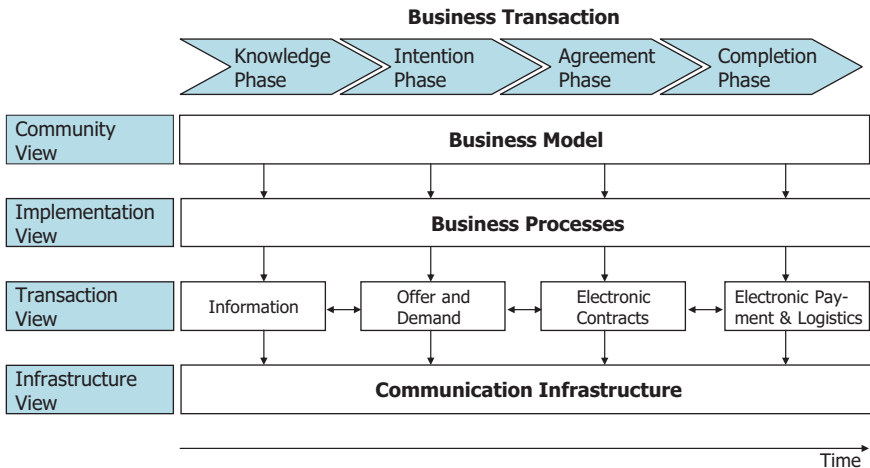 Business Transaction
Knowledge
Phase
Intention
Phase
Agreement
Phase
Completion
Phase
Community
View
Business Model
Implementation
View
Business Processes
Transaction
View
Information
Offer and
Demand
Electronic
Contracts
Electronic Pay-
ment & Logistics
Infrastructure
View
Communication Infrastructure
Time